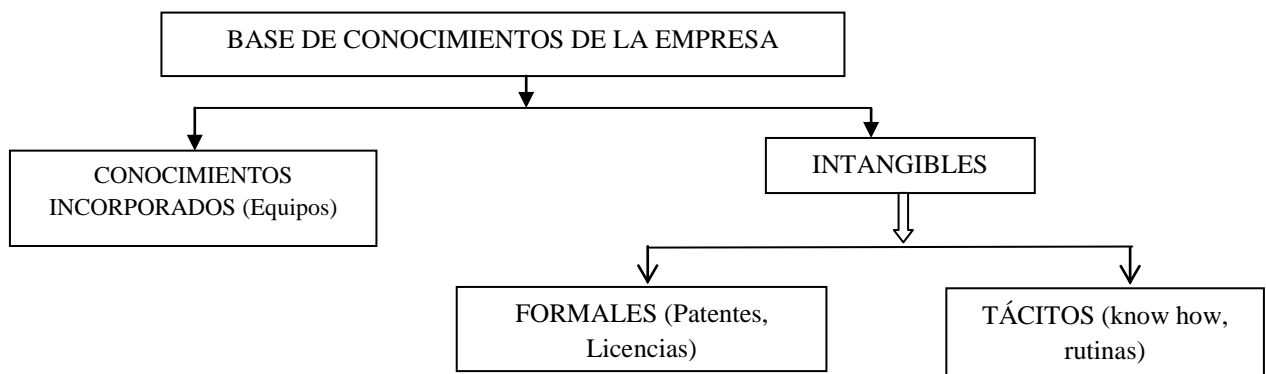 BASE DE CONOCIMIENTOS DE LA EMPRESA
CONOCIMIENTOS
INCORPORADOS (Equipos)
INTANGIBLES
FORMALES (Patentes,
Licencias)
TÁCITOS (know how,
rutinas)